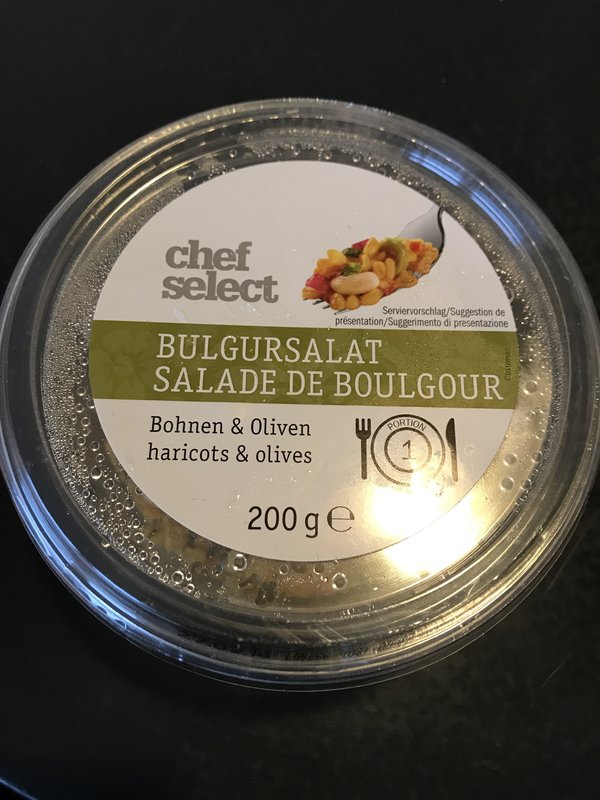 chef
select
Serviervorschlag/Suggestion de
présentation/Suggerimento di presentazione
BULGURSALAT
SALADE DE BOULGOUR
Bohnen & Oliven
haricots & olives
PORTION
1
200 g e